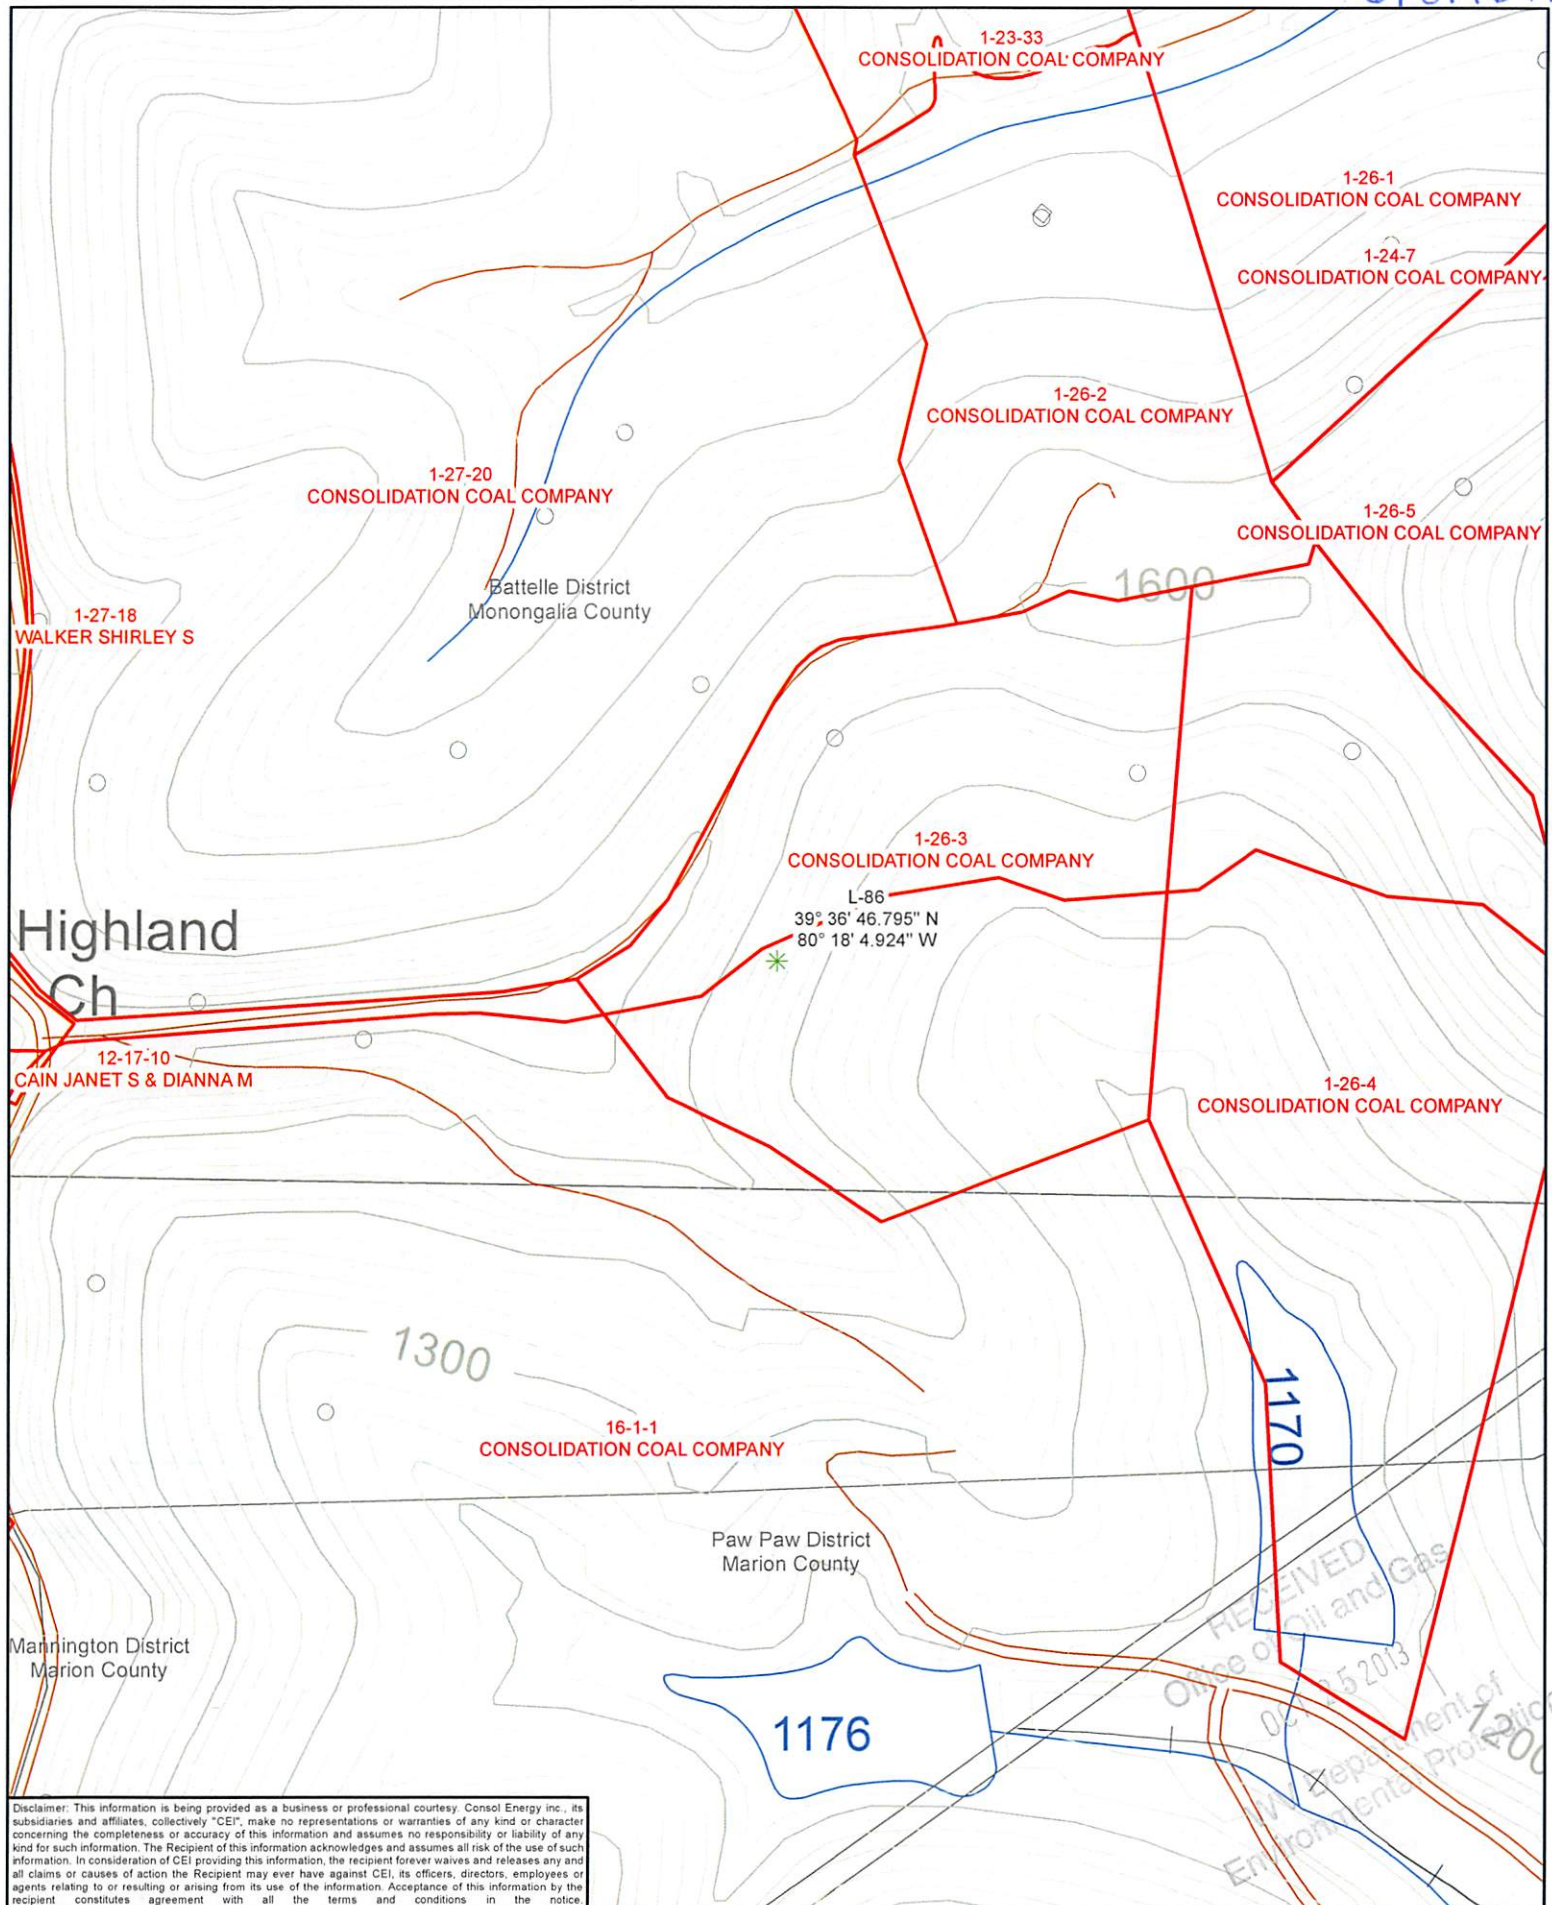 1-23-33
CONSOLIDATION COAL COMPANY
1-26-1
CONSOLIDATION COAL COMPANY
1-24-7
CONSOLIDATION COAL COMPANY
1-26-2
CONSOLIDATION COAL COMPANY
1-27-20
CONSOLIDATION COAL COMPANY
1-26-5
CONSOLIDATION COAL COMPANY
Battelle District
Monongalia County
1600
1-27-18
WALKER SHIRLEY S
1-26-3
CONSOLIDATION COAL COMPANY
L-86
39° 36' 46.795" N
80° 18' 4.924" W
Highland
Ch
12-17-10
CAIN JANET S & DIANNA M
1-26-4
CONSOLIDATION COAL COMPANY
1300
1170
16-1-1
CONSOLIDATION COAL COMPANY
Paw Paw District
Marion County
Mannington District
Marion County
1176
1200
RECEIVED
Office of Oil and Gas
OCT 25 2013
WV Department of
Environmental Protection
Disclaimer: This information is being provided as a business or professional courtesy. Consol Energy inc., its
subsidiaries and affiliates, collectively "CEI", make no representations or warranties of any kind or character
concerning the completeness or accuracy of this information and assumes no responsibility or liability of any
kind for such information. The Recipient of this information acknowledges and assumes all risk of the use of such
information. In consideration of CEI providing this information, the recipient forever waives and releases any and
all claims or causes of action the Recipient may ever have against CEI, its officers, directors, employees or
agents relating to or resulting or arising from its use of the information. Acceptance of this information by the
recipient constitutes agreement with all the terms and conditions in the notice.